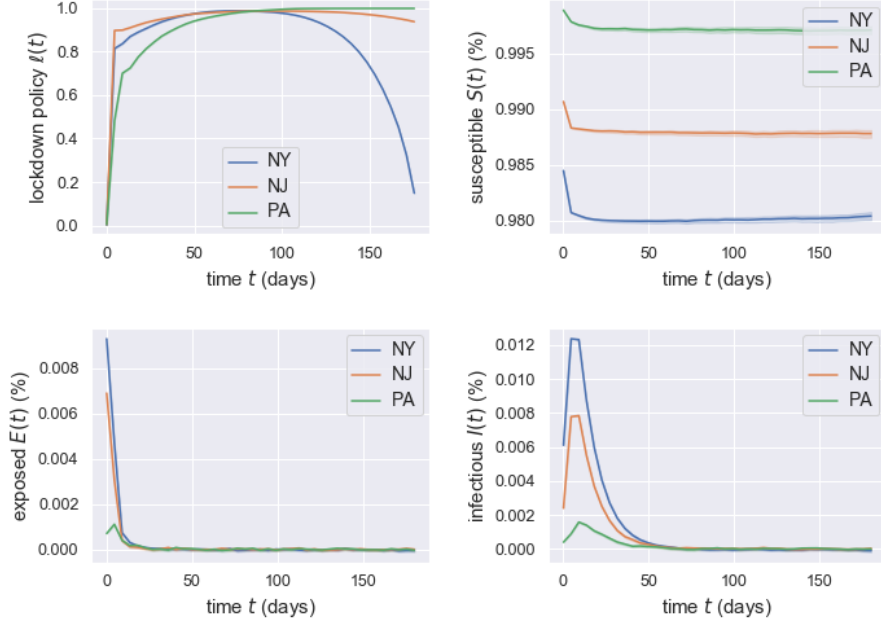 lockdown policy ℓ(t)
1.0
0.8
0.6
0.4
0.2
0.0
NY
NJ
PA
0 50 100 150
time t (days)
susceptible S(t) (%)
0.995
0.990
0.985
0.980
NY
NJ
PA
0 50 100 150
time t (days)
exposed E(t) (%)
0.008
0.006
0.004
0.002
0.000
NY
NJ
PA
0 50 100 150
time t (days)
infectious I(t) (%)
0.012
0.010
0.008
0.006
0.004
0.002
0.000
NY
NJ
PA
0 50 100 150
time t (days)